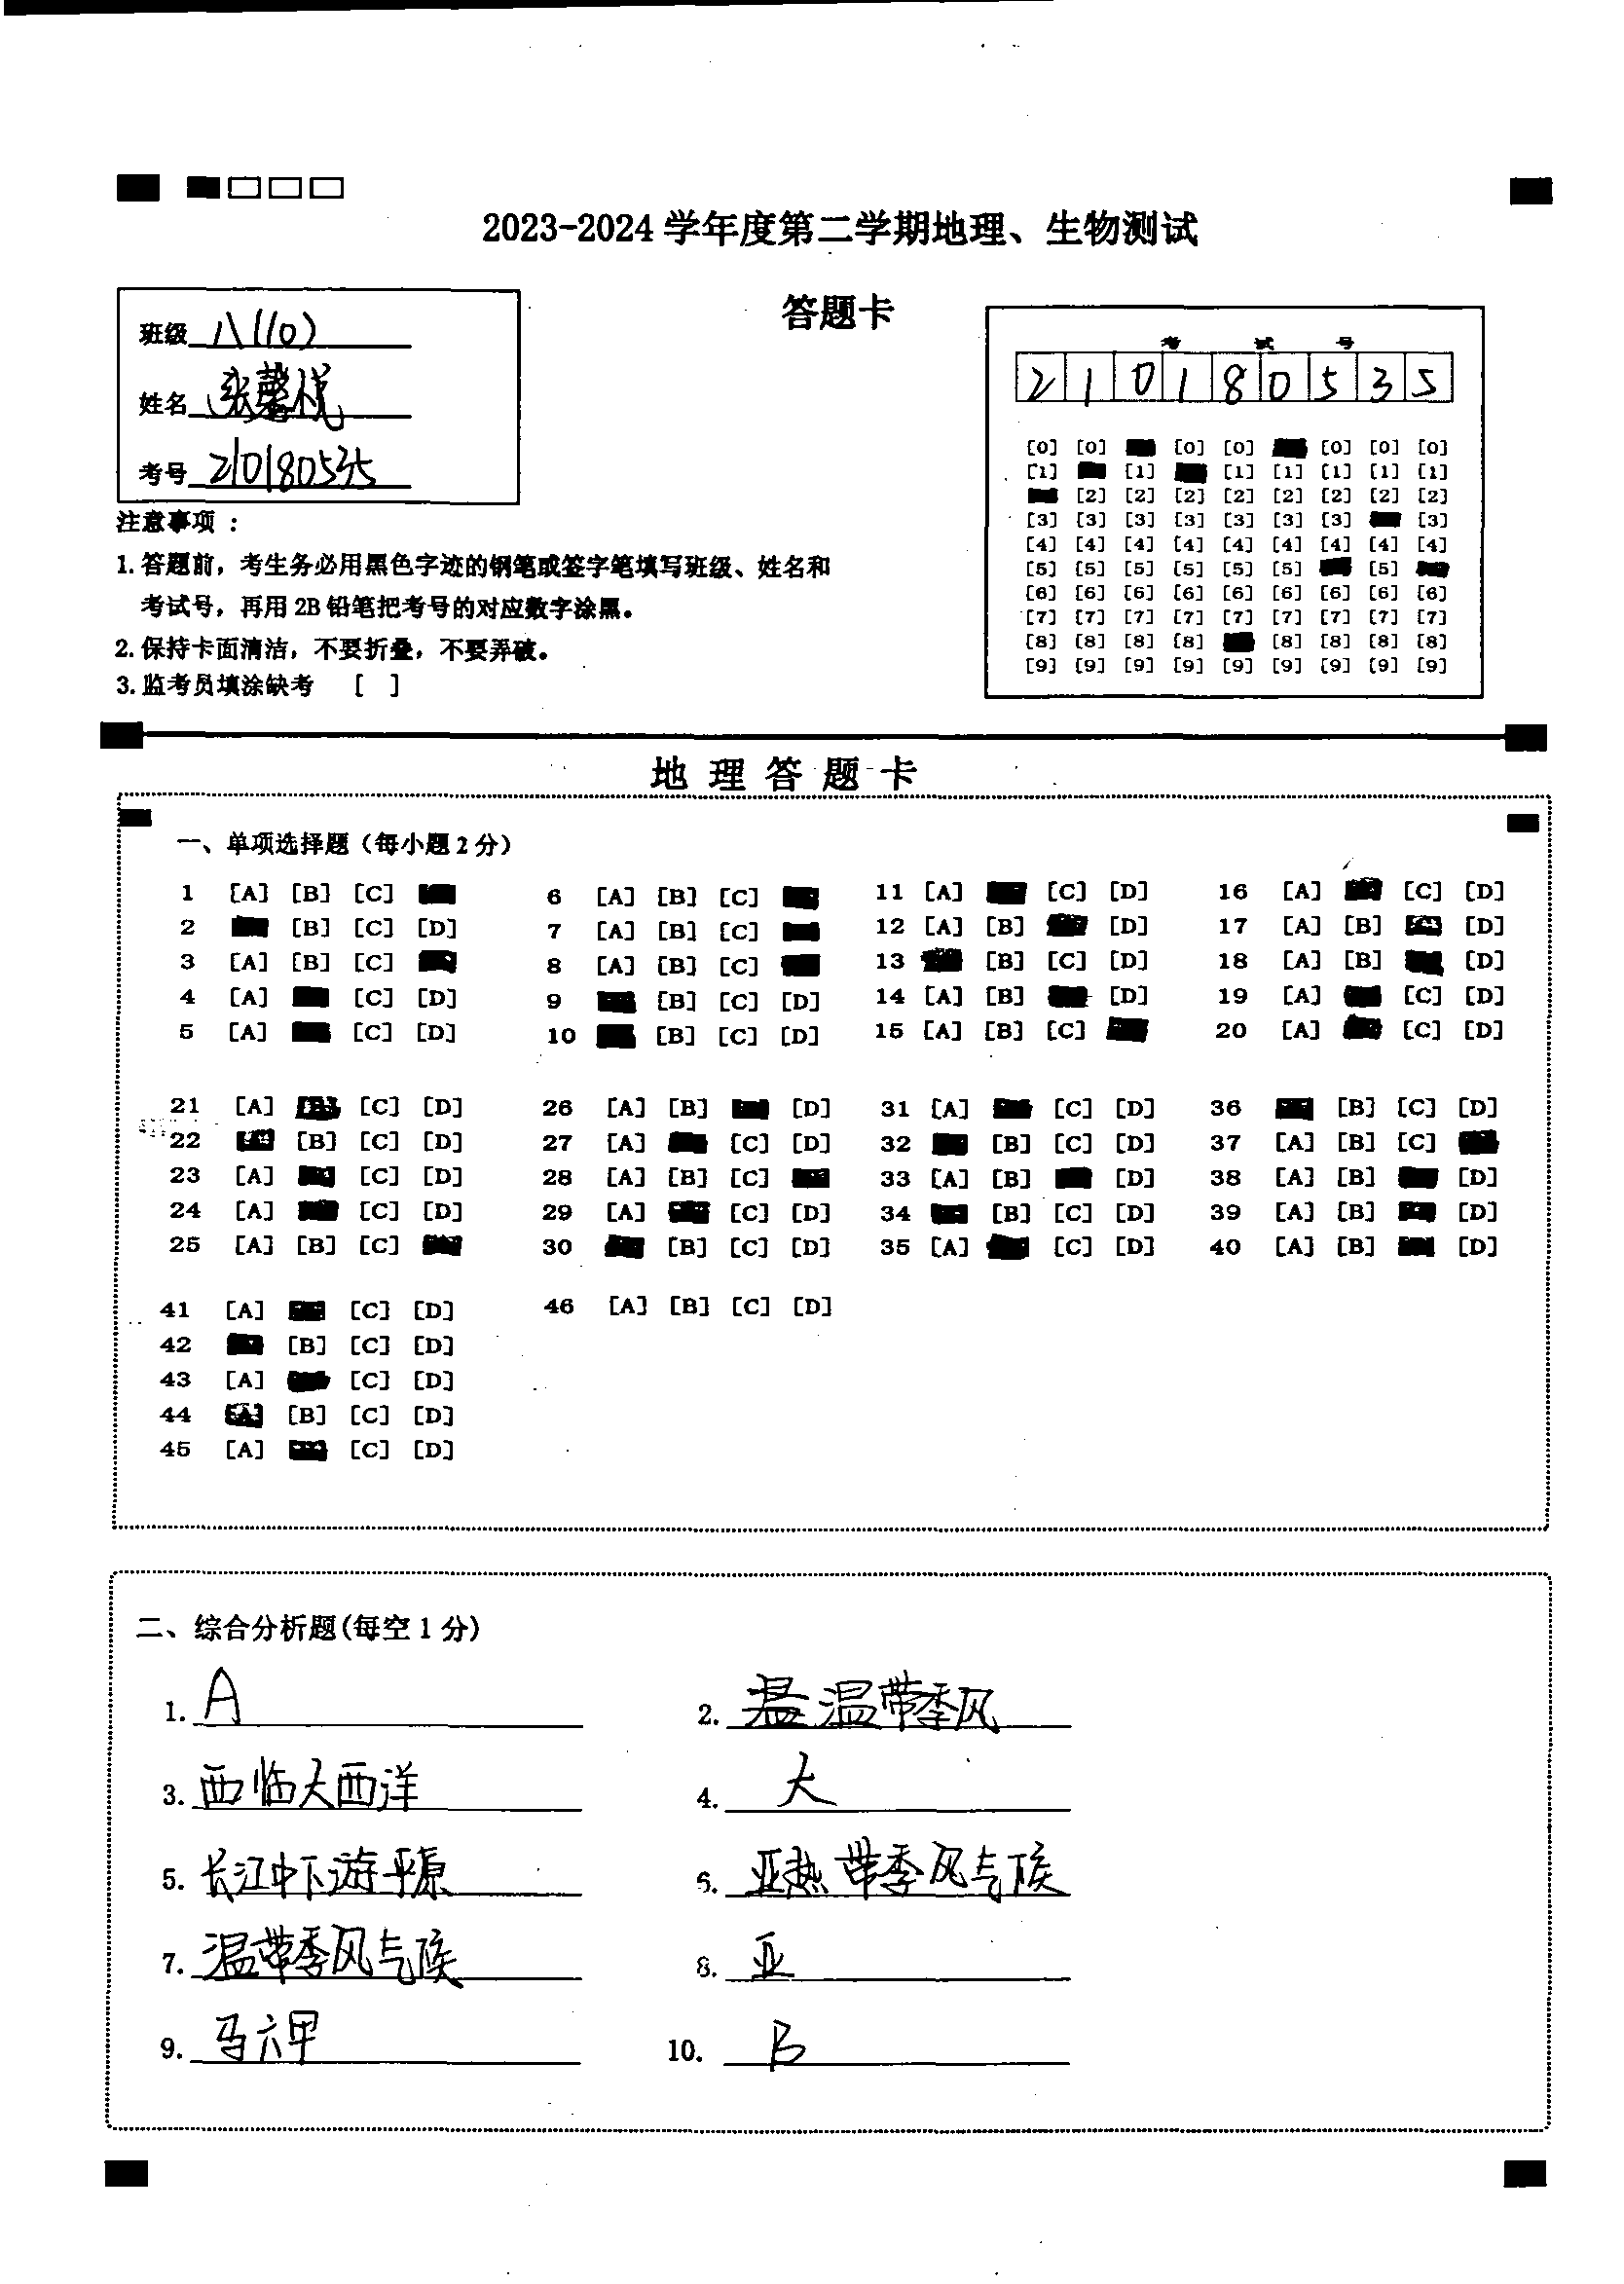 2023-2024 学年度第二学期地理、生物测试
答题卡
班级 八(10)
姓名 张馨悦
考号 210180535
考 试 号
2 1 0 1 8 0 5 3 5
[0] [0] [0] [0] [0] [0] [0]
[1] [1] [1] [1] [1] [1] [1]
[2] [2] [2] [2] [2] [2] [2] [2]
[3] [3] [3] [3] [3] [3] [3] [3]
[4] [4] [4] [4] [4] [4] [4] [4] [4]
[5] [5] [5] [5] [5] [5] [5]
[6] [6] [6] [6] [6] [6] [6] [6] [6]
[7] [7] [7] [7] [7] [7] [7] [7] [7]
[8] [8] [8] [8] [8] [8] [8] [8]
[9] [9] [9] [9] [9] [9] [9] [9] [9]
注意事项：
1. 答题前，考生务必用黑色字迹的钢笔或签字笔填写班级、姓名和
考试号，再用 2B 铅笔把考号的对应数字涂黑。
2. 保持卡面清洁，不要折叠，不要弄破。
3. 监考员填涂缺考 [ ]
地 理 答 题 卡
一、单项选择题（每小题 2 分）
1 [A] [B] [C] 6 [A] [B] [C] 11 [A] [C] [D] 16 [A] [C] [D]
2 [B] [C] [D] 7 [A] [B] [C] 12 [A] [B] [D] 17 [A] [B] [D]
3 [A] [B] [C] 8 [A] [B] [C] 13 [B] [C] [D] 18 [A] [B] [D]
4 [A] [C] [D] 9 [B] [C] [D] 14 [A] [B] [D] 19 [A] [C] [D]
5 [A] [C] [D] 10 [B] [C] [D] 15 [A] [B] [C] 20 [A] [C] [D]
21 [A] [B] [C] [D] 26 [A] [B] [D] 31 [A] [C] [D] 36 [B] [C] [D]
22 [B] [C] [D] 27 [A] [C] [D] 32 [B] [C] [D] 37 [A] [B] [C]
23 [A] [C] [D] 28 [A] [B] [C] 33 [A] [B] [D] 38 [A] [B] [D]
24 [A] [C] [D] 29 [A] [C] [D] 34 [B] [C] [D] 39 [A] [B] [D]
25 [A] [B] [C] 30 [B] [C] [D] 35 [A] [C] [D] 40 [A] [B] [D]
41 [A] [C] [D] 46 [A] [B] [C] [D]
42 [B] [C] [D]
43 [A] [C] [D]
44 [A] [B] [C] [D]
45 [A] [C] [D]
二、综合分析题(每空 1 分)
1. A 2. 温带季风
3. 西临大西洋 4. 大
5. 长江中下游平原 6. 亚热带季风气候
7. 温带季风气候 8. 亚
9. 马六甲 10. B